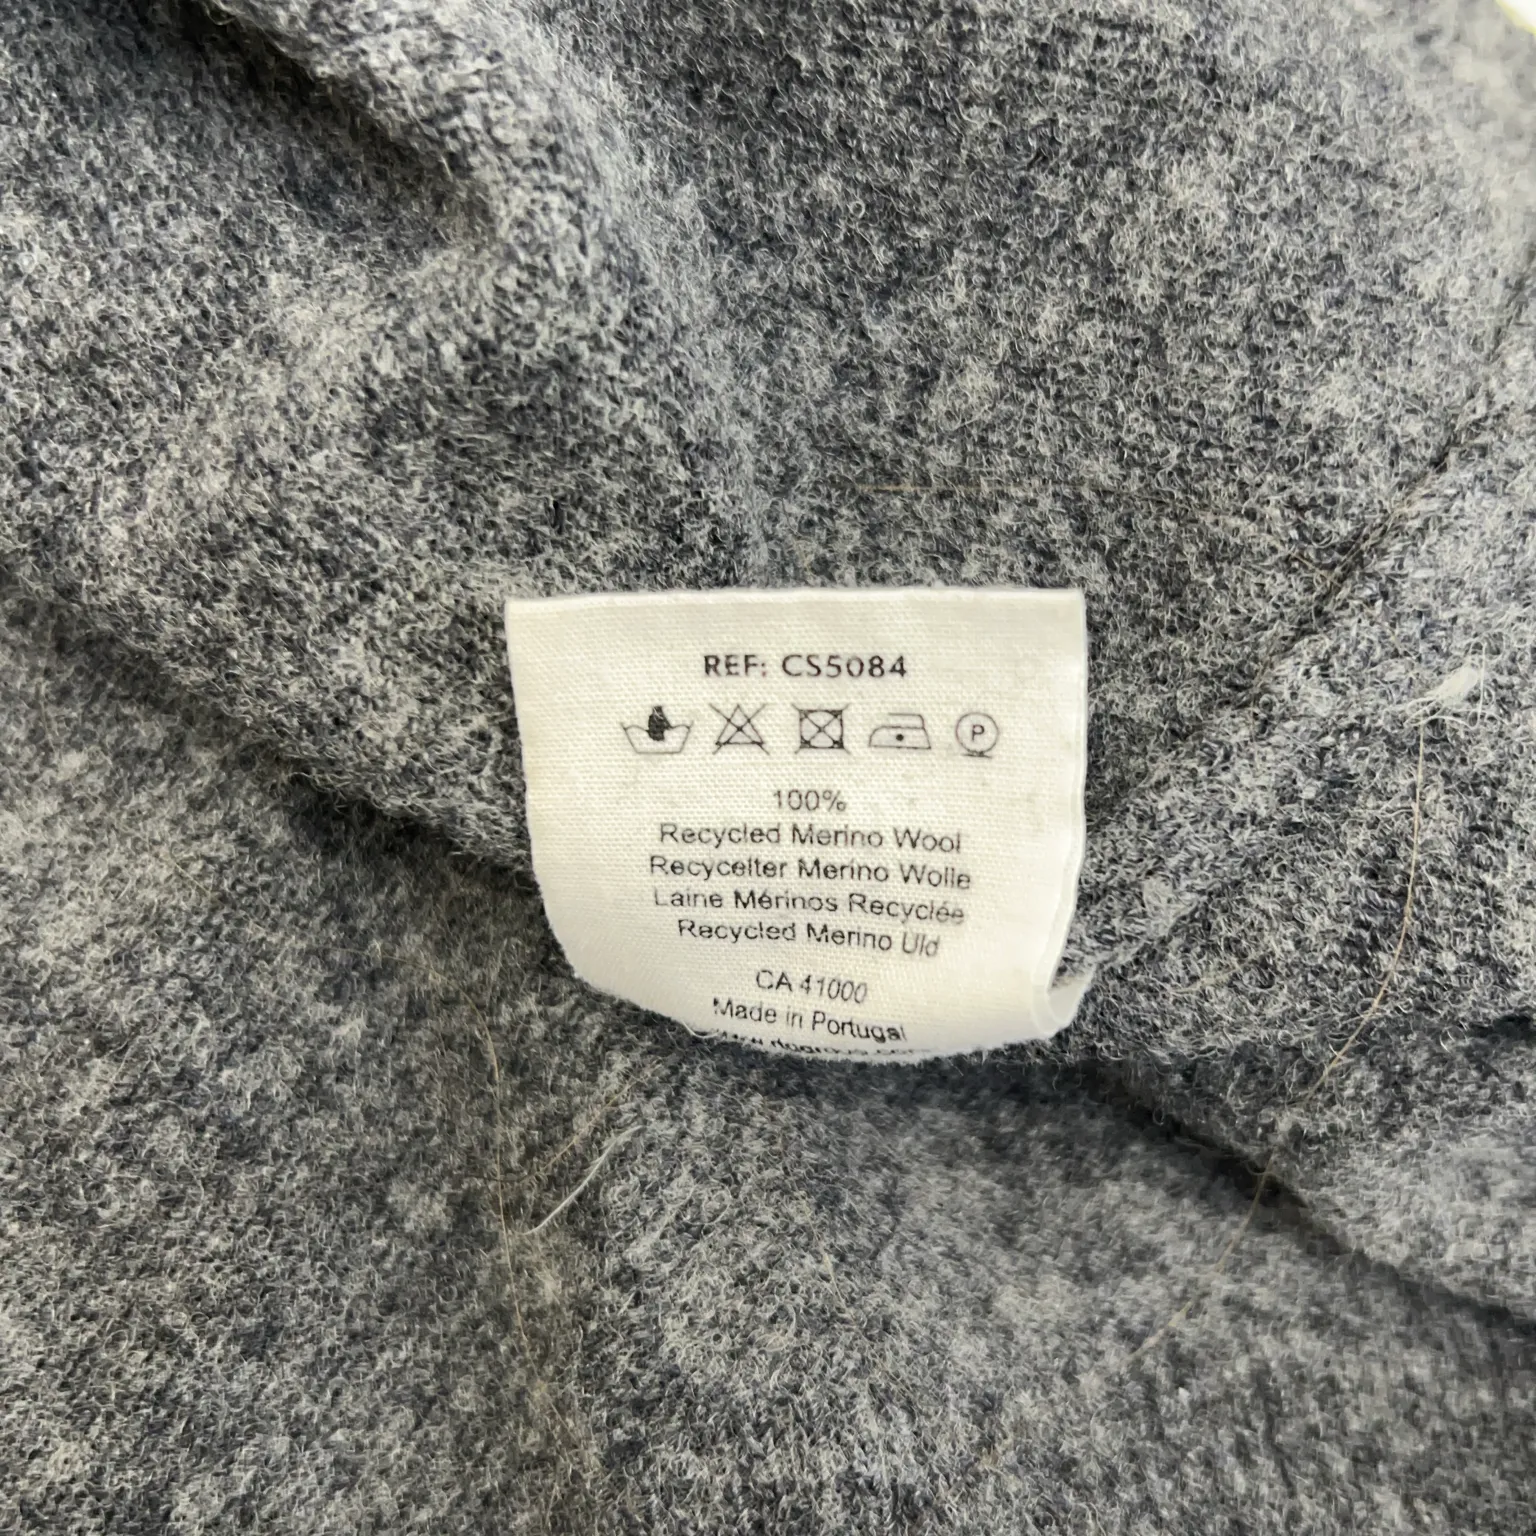 REF: CS5084
P
100%
Recycled Merino Wool
Recycelter Merino Wolle
Laine Mérinos Recyclée
Recycled Merino Uld
CA 41000
Made in Portugal